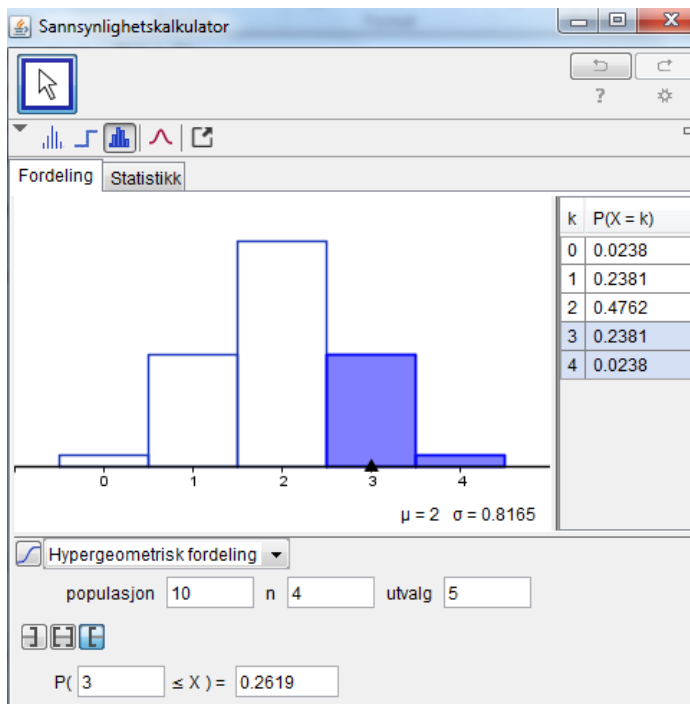 Sannsynlighetskalkulator
?
Fordeling Statistikk
k P(X = k)
0 0.0238
1 0.2381
2 0.4762
3 0.2381
4 0.0238
0 1 2 3 4
μ = 2 σ = 0.8165
Hypergeometrisk fordeling
populasjon 10 n 4 utvalg 5
P( 3 ≤ X ) = 0.2619